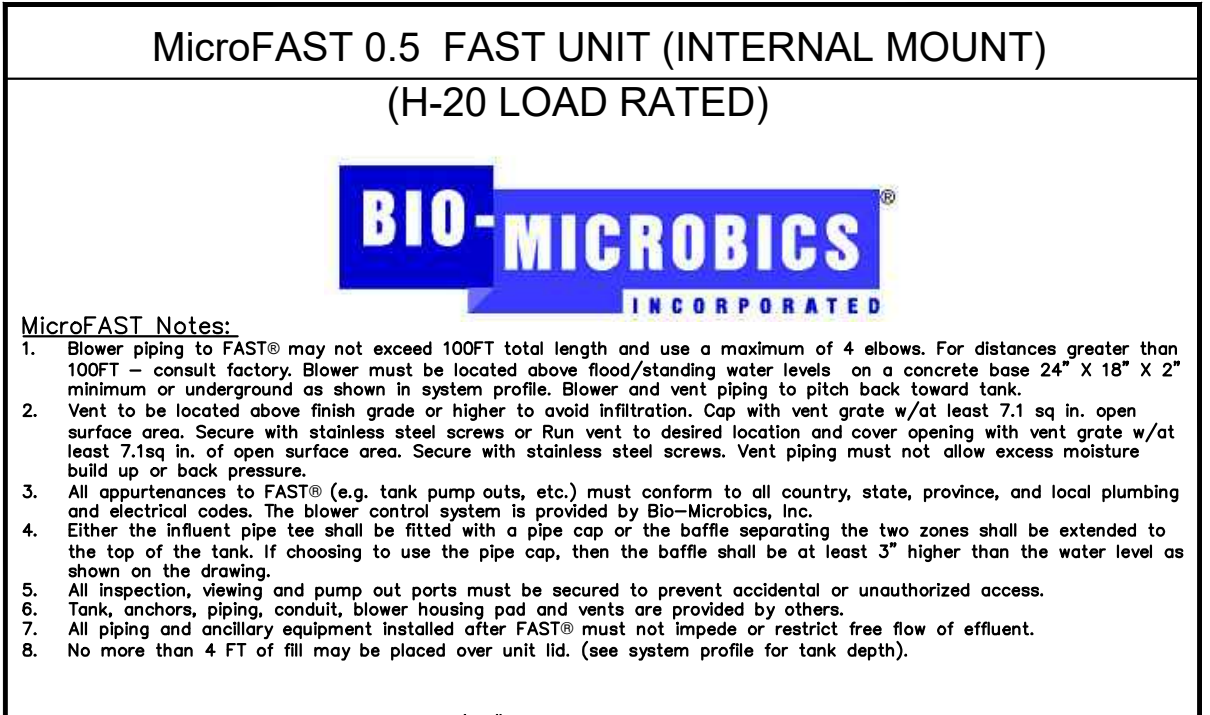 MicroFAST 0.5 FAST UNIT (INTERNAL MOUNT)
(H-20 LOAD RATED)
BIO-MICROBICS®
INCORPORATED
MicroFAST Notes:
1. Blower piping to FAST® may not exceed 100FT total length and use a maximum of 4 elbows. For distances greater than
100FT – consult factory. Blower must be located above flood/standing water levels on a concrete base 24" X 18" X 2"
minimum or underground as shown in system profile. Blower and vent piping to pitch back toward tank.
2. Vent to be located above finish grade or higher to avoid infiltration. Cap with vent grate w/at least 7.1 sq in. open
surface area. Secure with stainless steel screws or Run vent to desired location and cover opening with vent grate w/at
least 7.1sq in. of open surface area. Secure with stainless steel screws. Vent piping must not allow excess moisture
build up or back pressure.
3. All appurtenances to FAST® (e.g. tank pump outs, etc.) must conform to all country, state, province, and local plumbing
and electrical codes. The blower control system is provided by Bio–Microbics, Inc.
4. Either the influent pipe tee shall be fitted with a pipe cap or the baffle separating the two zones shall be extended to
the top of the tank. If choosing to use the pipe cap, then the baffle shall be at least 3" higher than the water level as
shown on the drawing.
5. All inspection, viewing and pump out ports must be secured to prevent accidental or unauthorized access.
6. Tank, anchors, piping, conduit, blower housing pad and vents are provided by others.
7. All piping and ancillary equipment installed after FAST® must not impede or restrict free flow of effluent.
8. No more than 4 FT of fill may be placed over unit lid. (see system profile for tank depth).